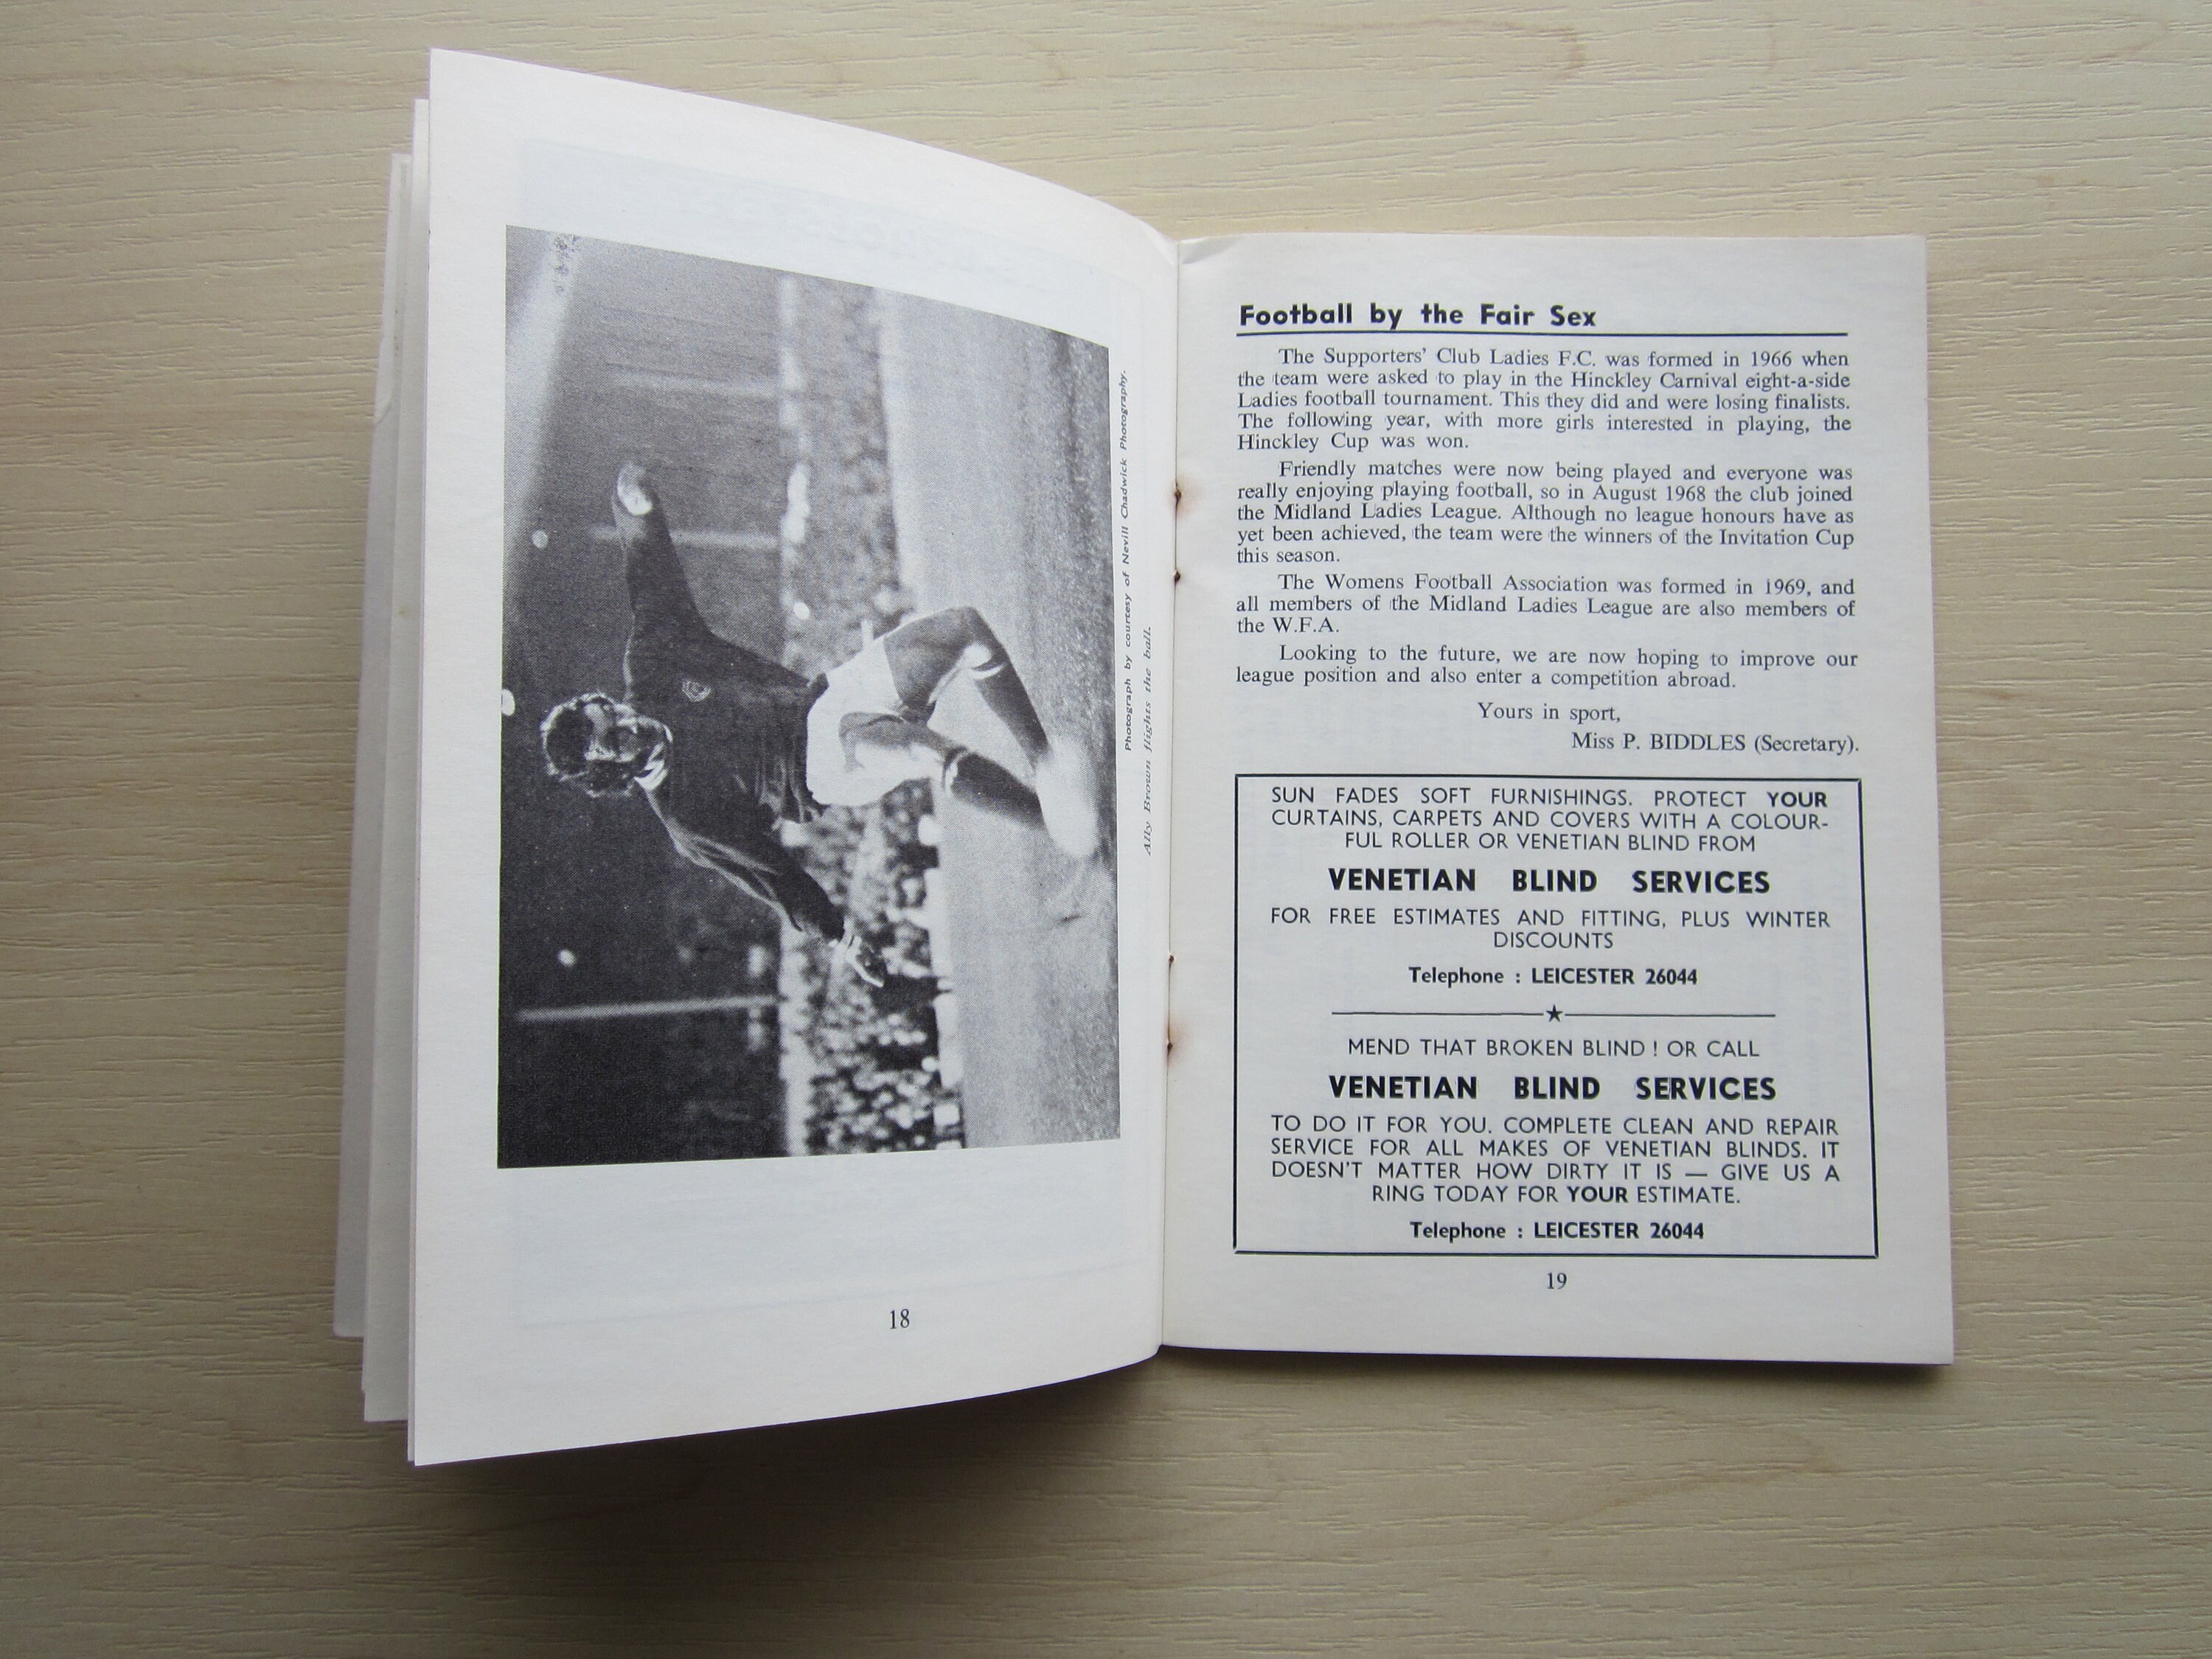 Photograph by courtesy of Nevill Chadwick Photography.
Ally Brown flights the ball.
18
Football by the Fair Sex
The Supporters' Club Ladies F.C. was formed in 1966 when
the team were asked to play in the Hinckley Carnival eight-a-side
Ladies football tournament. This they did and were losing finalists.
The following year, with more girls interested in playing, the
Hinckley Cup was won.
Friendly matches were now being played and everyone was
really enjoying playing football, so in August 1968 the club joined
the Midland Ladies League. Although no league honours have as
yet been achieved, the team were the winners of the Invitation Cup
this season.
The Womens Football Association was formed in 1969, and
all members of the Midland Ladies League are also members of
the W.F.A.
Looking to the future, we are now hoping to improve our
league position and also enter a competition abroad.
Yours in sport,
Miss P. BIDDLES (Secretary).
SUN FADES SOFT FURNISHINGS. PROTECT YOUR
CURTAINS, CARPETS AND COVERS WITH A COLOUR-
FUL ROLLER OR VENETIAN BLIND FROM
VENETIAN BLIND SERVICES
FOR FREE ESTIMATES AND FITTING, PLUS WINTER
DISCOUNTS
Telephone : LEICESTER 26044
MEND THAT BROKEN BLIND ! OR CALL
VENETIAN BLIND SERVICES
TO DO IT FOR YOU. COMPLETE CLEAN AND REPAIR
SERVICE FOR ALL MAKES OF VENETIAN BLINDS. IT
DOESN'T MATTER HOW DIRTY IT IS — GIVE US A
RING TODAY FOR YOUR ESTIMATE.
Telephone : LEICESTER 26044
19